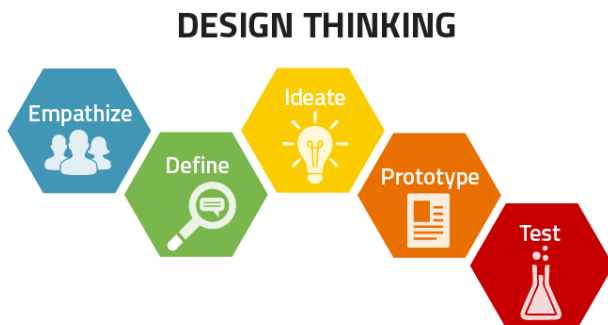 DESIGN THINKING
Empathize
Define
Ideate
Prototype
Test